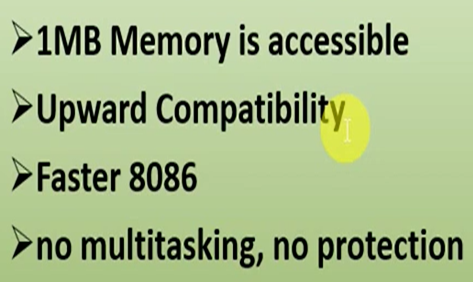 ➢1MB Memory is accessible
➢Upward Compatibility
➢Faster 8086
➢no multitasking, no protection